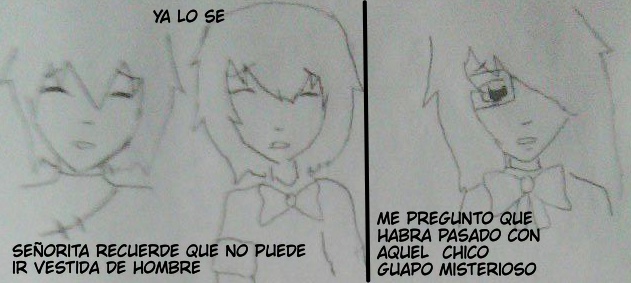 YA LO SE
SEÑORITA RECUERDE QUE NO PUEDE
IR VESTIDA DE HOMBRE
ME PREGUNTO QUE
HABRA PASADO CON
AQUEL CHICO
GUAPO MISTERIOSO